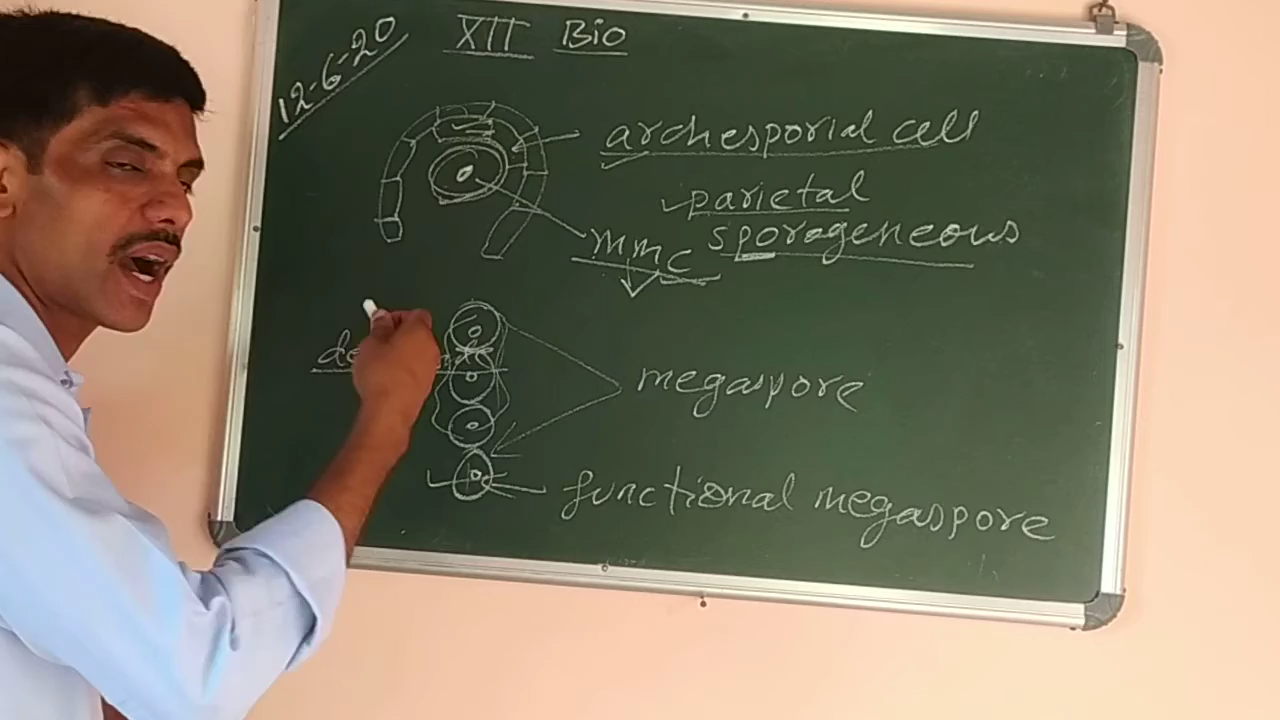 12-6-20
XII Bio
archesporial cell
parietal
sporogeneous
mmc
megaspore
functional megaspore